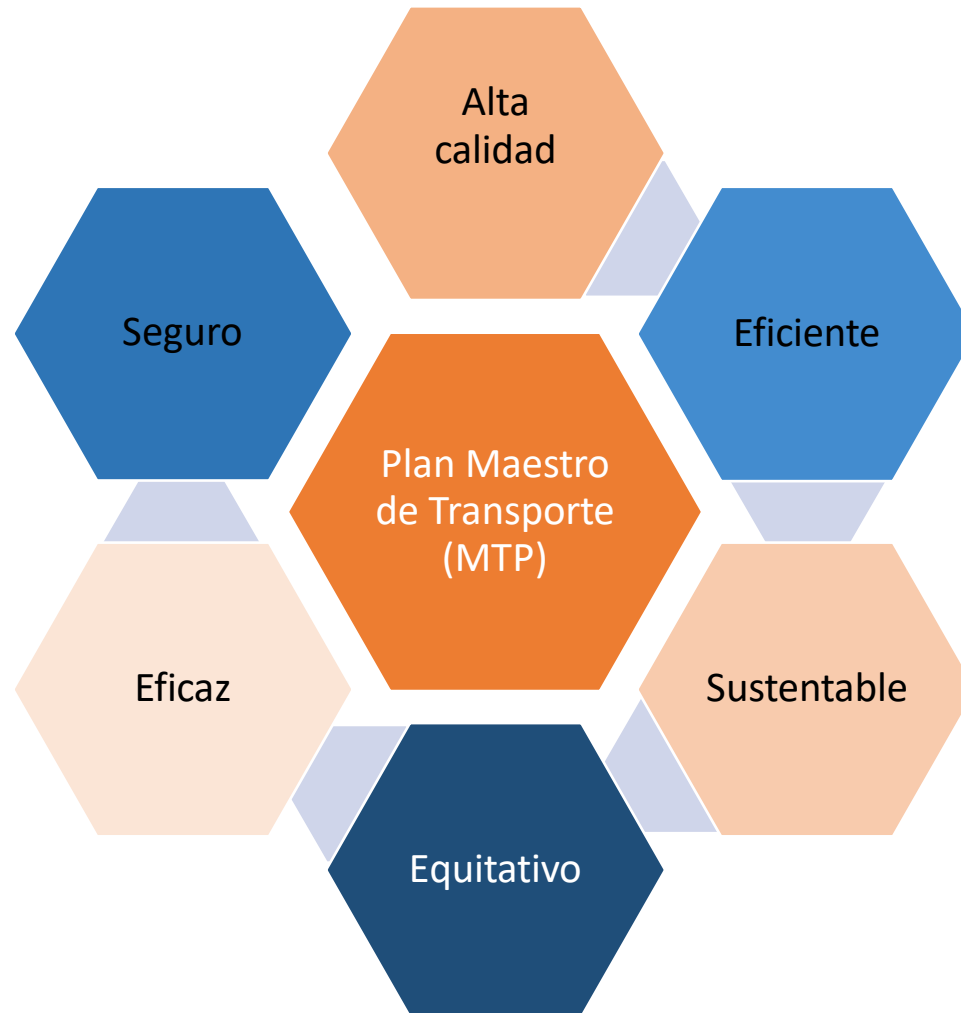 Alta
calidad
Seguro
Eficiente
Plan Maestro
de Transporte
(MTP)
Eficaz
Sustentable
Equitativo